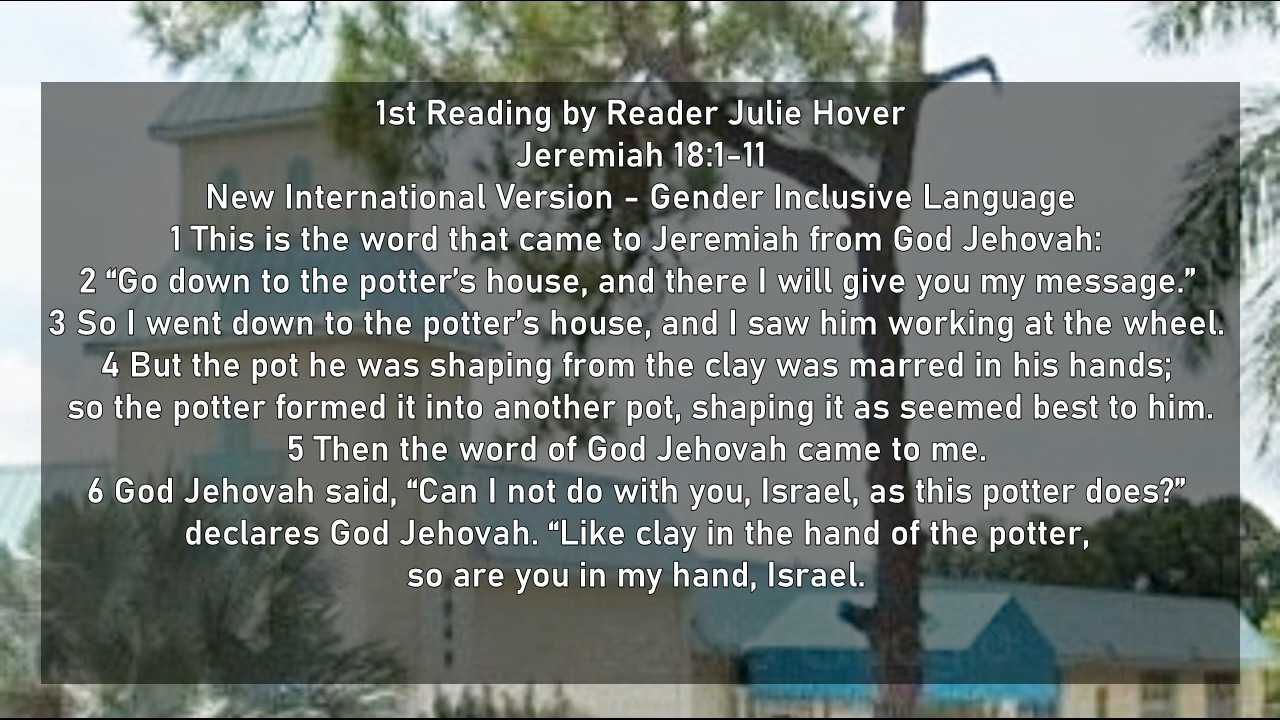 1st Reading by Reader Julie Hover
Jeremiah 18:1-11
New International Version - Gender Inclusive Language
1 This is the word that came to Jeremiah from God Jehovah:
2 “Go down to the potter’s house, and there I will give you my message.”
3 So I went down to the potter’s house, and I saw him working at the wheel.
4 But the pot he was shaping from the clay was marred in his hands;
so the potter formed it into another pot, shaping it as seemed best to him.
5 Then the word of God Jehovah came to me.
6 God Jehovah said, “Can I not do with you, Israel, as this potter does?”
declares God Jehovah. “Like clay in the hand of the potter,
so are you in my hand, Israel.